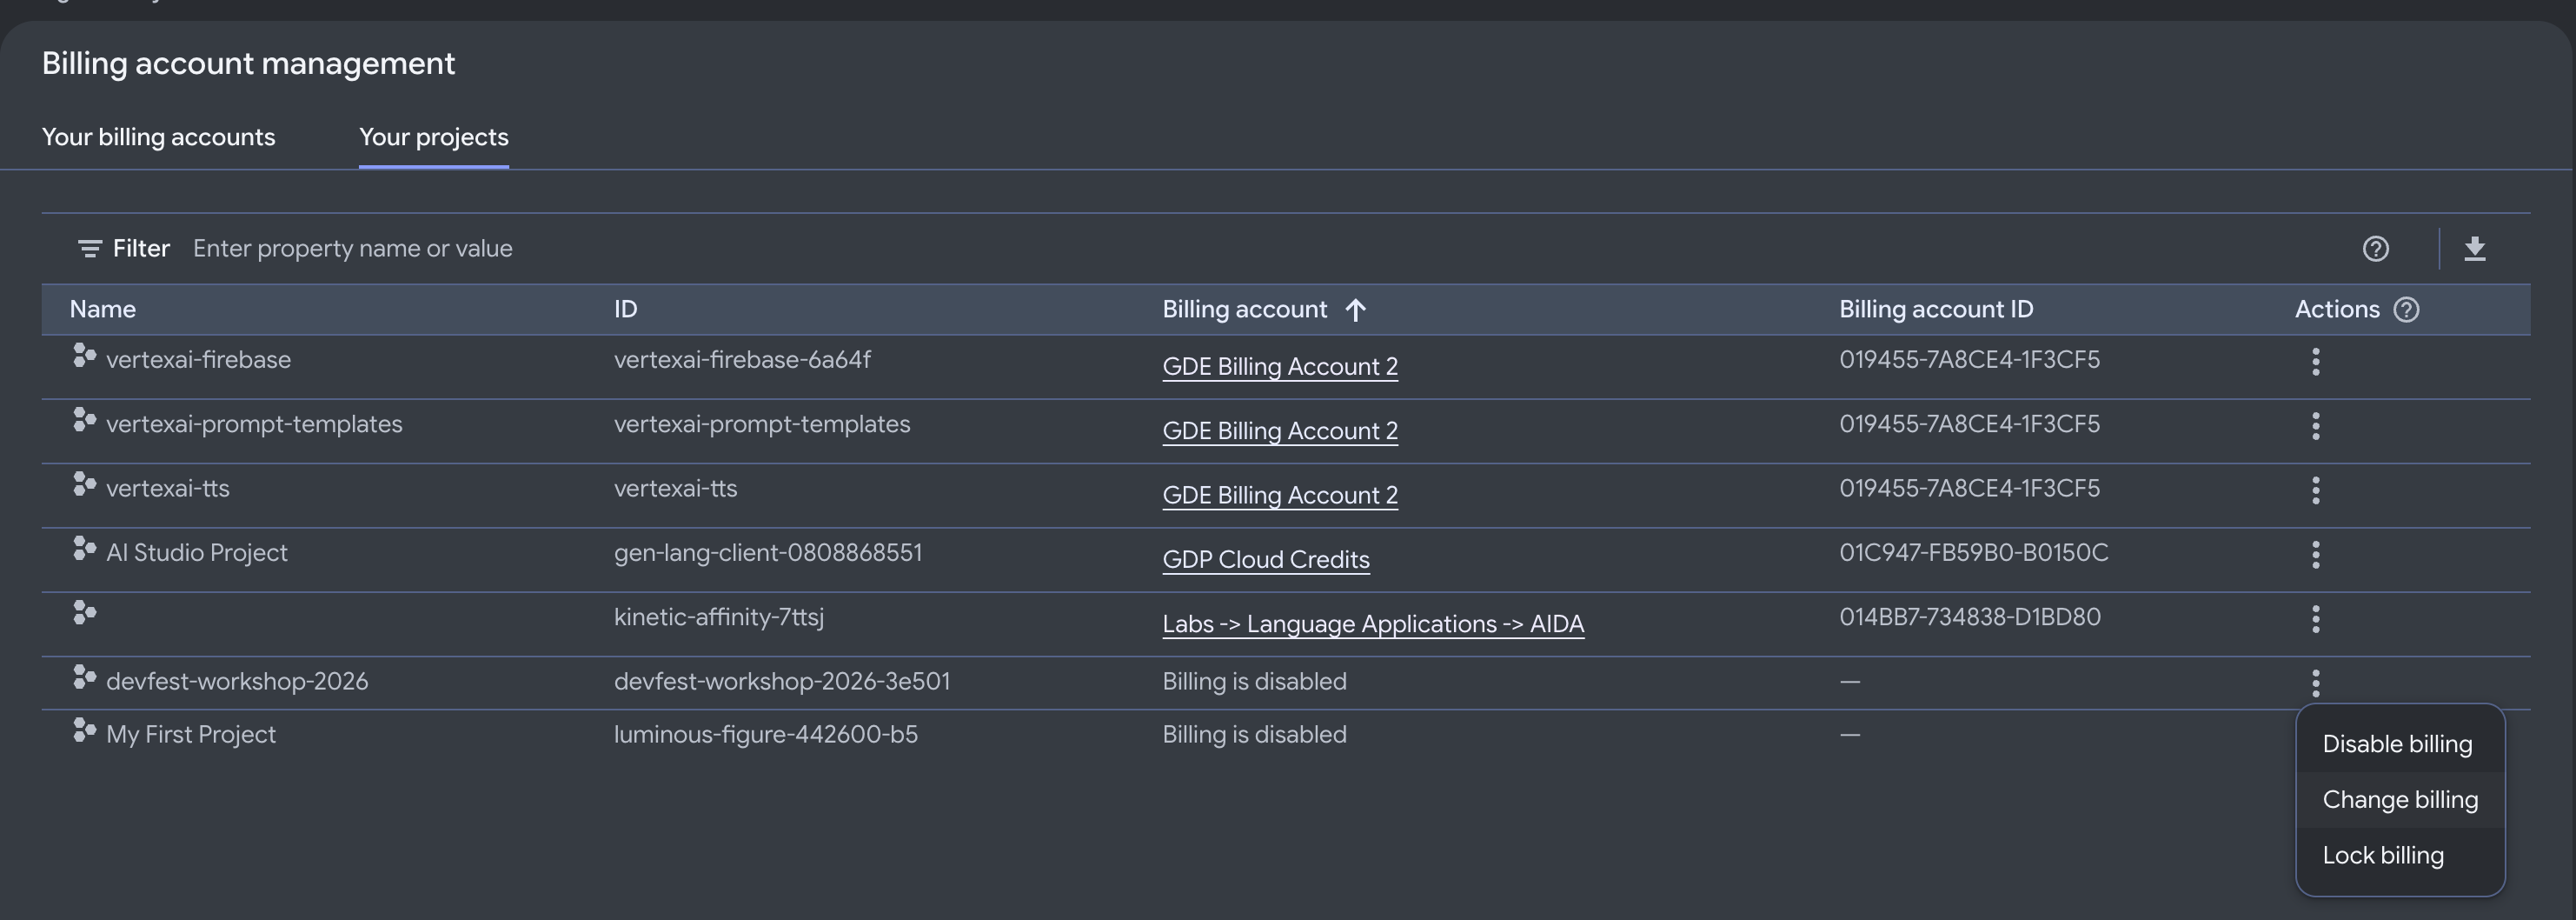 Billing account management
Your billing accounts Your projects
Filter Enter property name or value
Name ID Billing account Billing account ID Actions
vertexai-firebase vertexai-firebase-6a64f GDE Billing Account 2 019455-7A8CE4-1F3CF5
vertexai-prompt-templates vertexai-prompt-templates GDE Billing Account 2 019455-7A8CE4-1F3CF5
vertexai-tts vertexai-tts GDE Billing Account 2 019455-7A8CE4-1F3CF5
AI Studio Project gen-lang-client-0808868551 GDP Cloud Credits 01C947-FB59B0-B0150C
kinetic-affinity-7ttsj Labs -> Language Applications -> AIDA 014BB7-734838-D1BD80
devfest-workshop-2026 devfest-workshop-2026-3e501 Billing is disabled —
My First Project luminous-figure-442600-b5 Billing is disabled —
Disable billing
Change billing
Lock billing